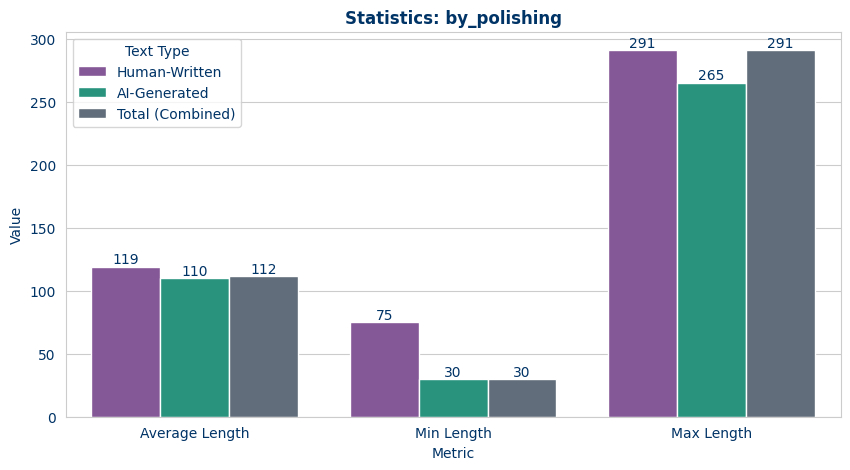 Statistics: by_polishing
Text Type
Human-Written
AI-Generated
Total (Combined)
300
250
200
150
100
50
0
Value
119
110
112
75
30
30
291
265
291
Average Length
Min Length
Max Length
Metric